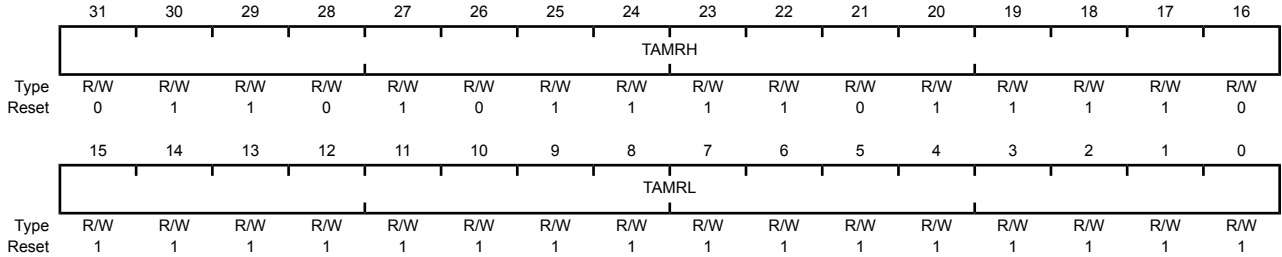 31 30 29 28 27 26 25 24 23 22 21 20 19 18 17 16
TAMRH
Type R/W R/W R/W R/W R/W R/W R/W R/W R/W R/W R/W R/W R/W R/W R/W R/W
Reset 0 1 1 0 1 0 1 1 1 1 0 1 1 1 1 0
15 14 13 12 11 10 9 8 7 6 5 4 3 2 1 0
TAMRL
Type R/W R/W R/W R/W R/W R/W R/W R/W R/W R/W R/W R/W R/W R/W R/W R/W
Reset 1 1 1 1 1 1 1 1 1 1 1 1 1 1 1 1